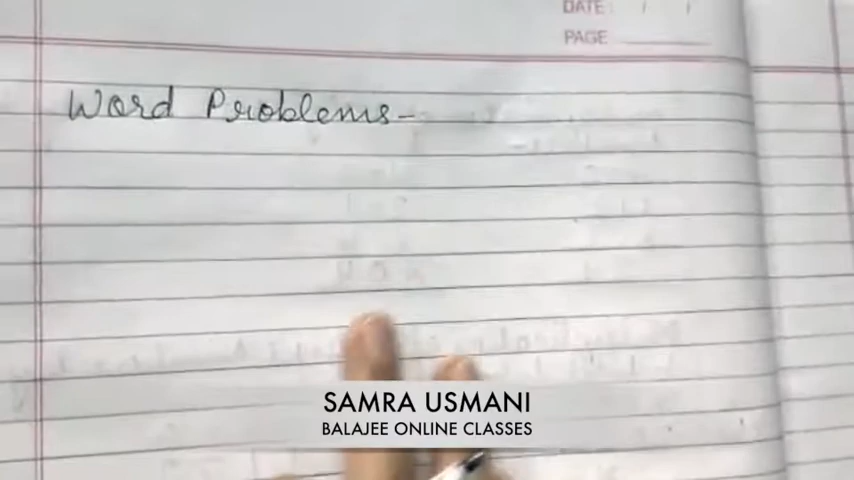 DATE: / /
PAGE
Word Problems-
SAMRA USMANI
BALAJEE ONLINE CLASSES